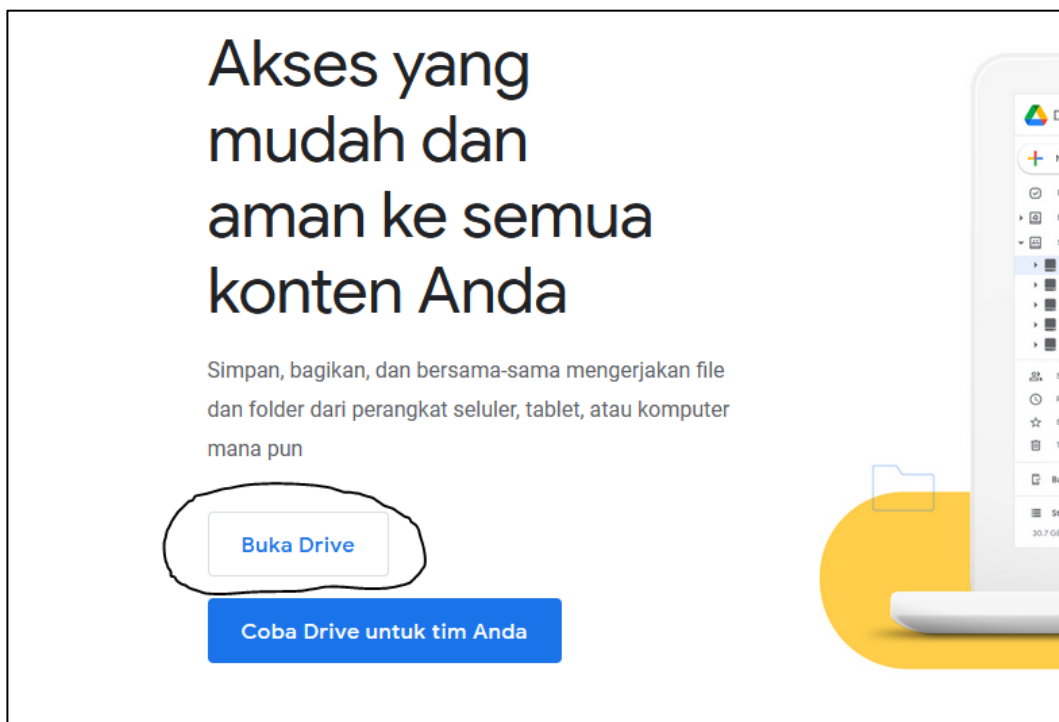 Akses yang
mudah dan
aman ke semua
konten Anda
Simpan, bagikan, dan bersama-sama mengerjakan file
dan folder dari perangkat seluler, tablet, atau komputer
mana pun
Buka Drive
Coba Drive untuk tim Anda